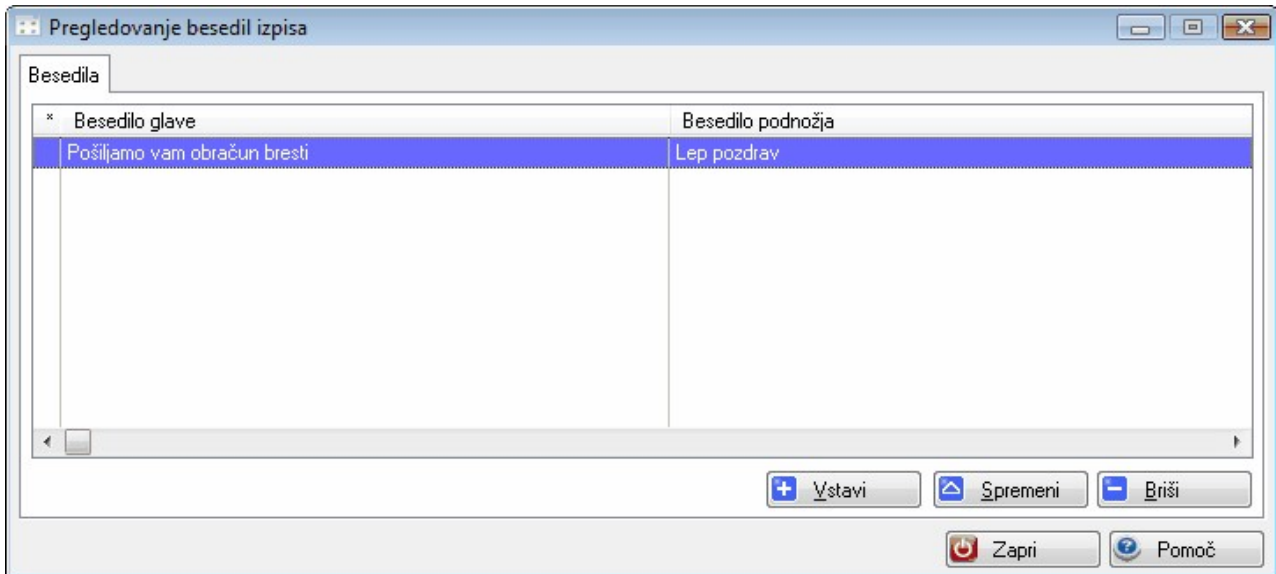 Pregledovanje besedil izpisa
Besedila
* Besedilo glave Besedilo podnožja
Pošiljamo vam obračun bresti Lep pozdrav
Vstavi Spremeni Briši
Zapri Pomoč